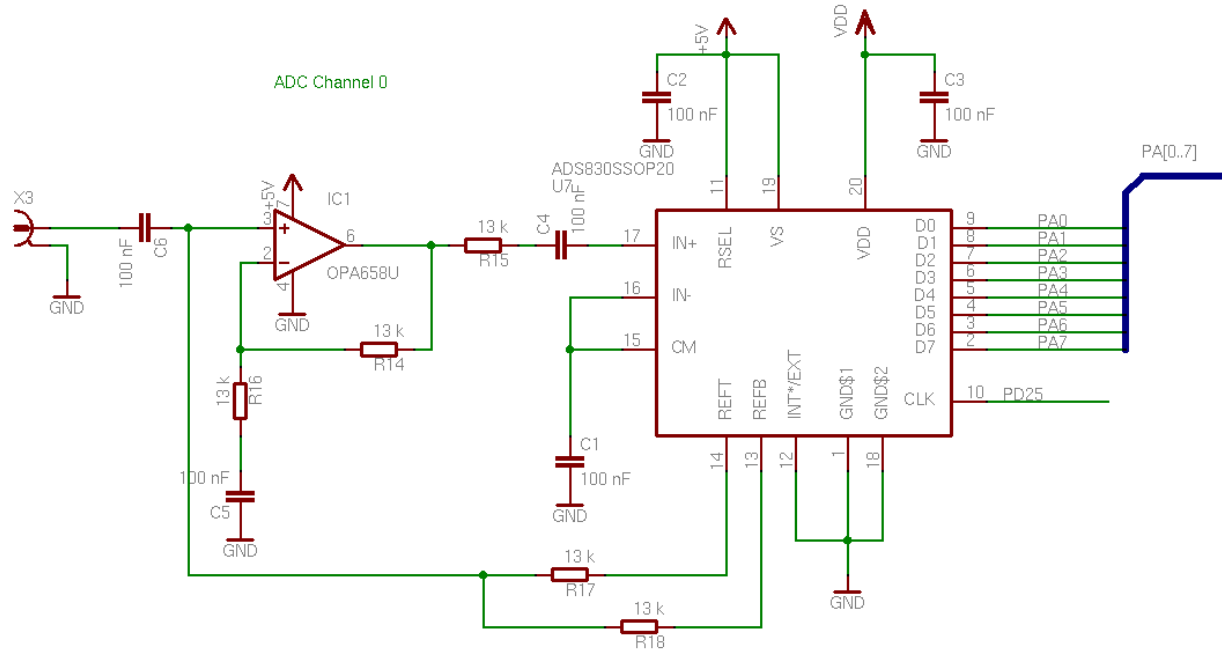 ADC Channel 0
X3
100 nF
C6
+5V
3
7
IC1
2
6
4
OPA658U
GND
GND
13 k
R14
13 k
R16
100 nF
C5
GND
13 k
R15
C4
100 nF
C2
100 nF
GND
+5V
VDD
C3
100 nF
GND
ADS830SSOP20
U7
11
19
20
RSEL
VS
VDD
17
IN+
16
IN-
15
CM
C1
100 nF
GND
REFT
REFB
INT*/EXT
GND$1
GND$2
14
13
12
1
18
GND
13 k
R17
13 k
R18
PA[0..7]
D0 9 PA0
D1 8 PA1
D2 7 PA2
D3 6 PA3
D4 5 PA4
D5 4 PA5
D6 3 PA6
D7 2 PA7
CLK 10 PD25